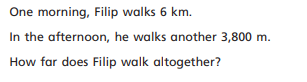 One morning, Filip walks 6 km.
In the afternoon, he walks another 3,800 m.
How far does Filip walk altogether?